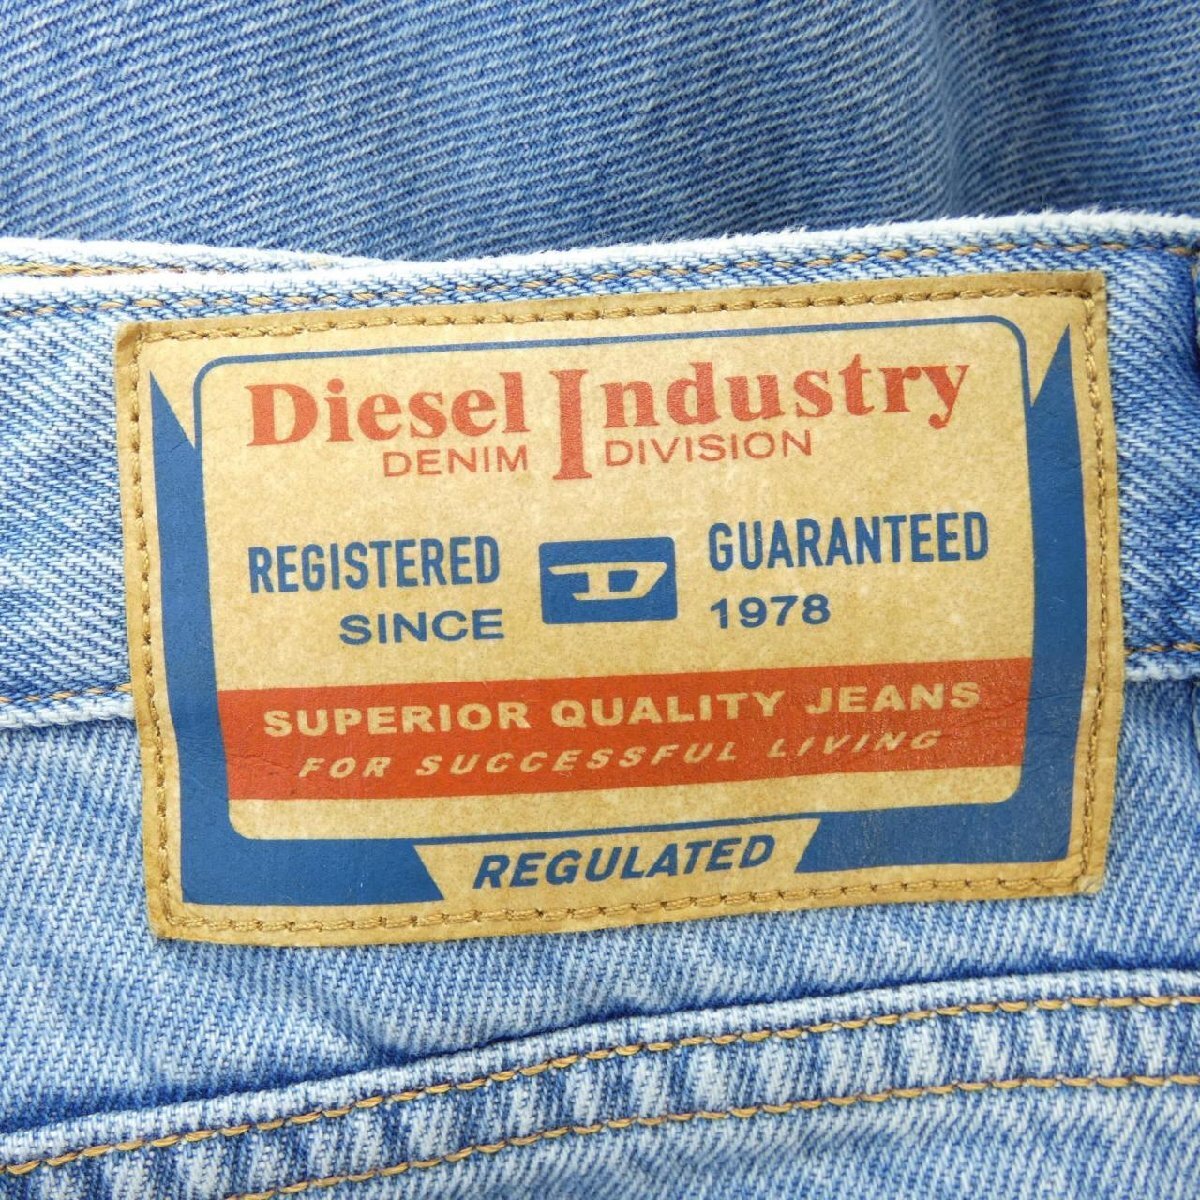 Diesel Industry
DENIM DIVISION
REGISTERED D GUARANTEED
SINCE 1978
SUPERIOR QUALITY JEANS
FOR SUCCESSFUL LIVING
REGULATED